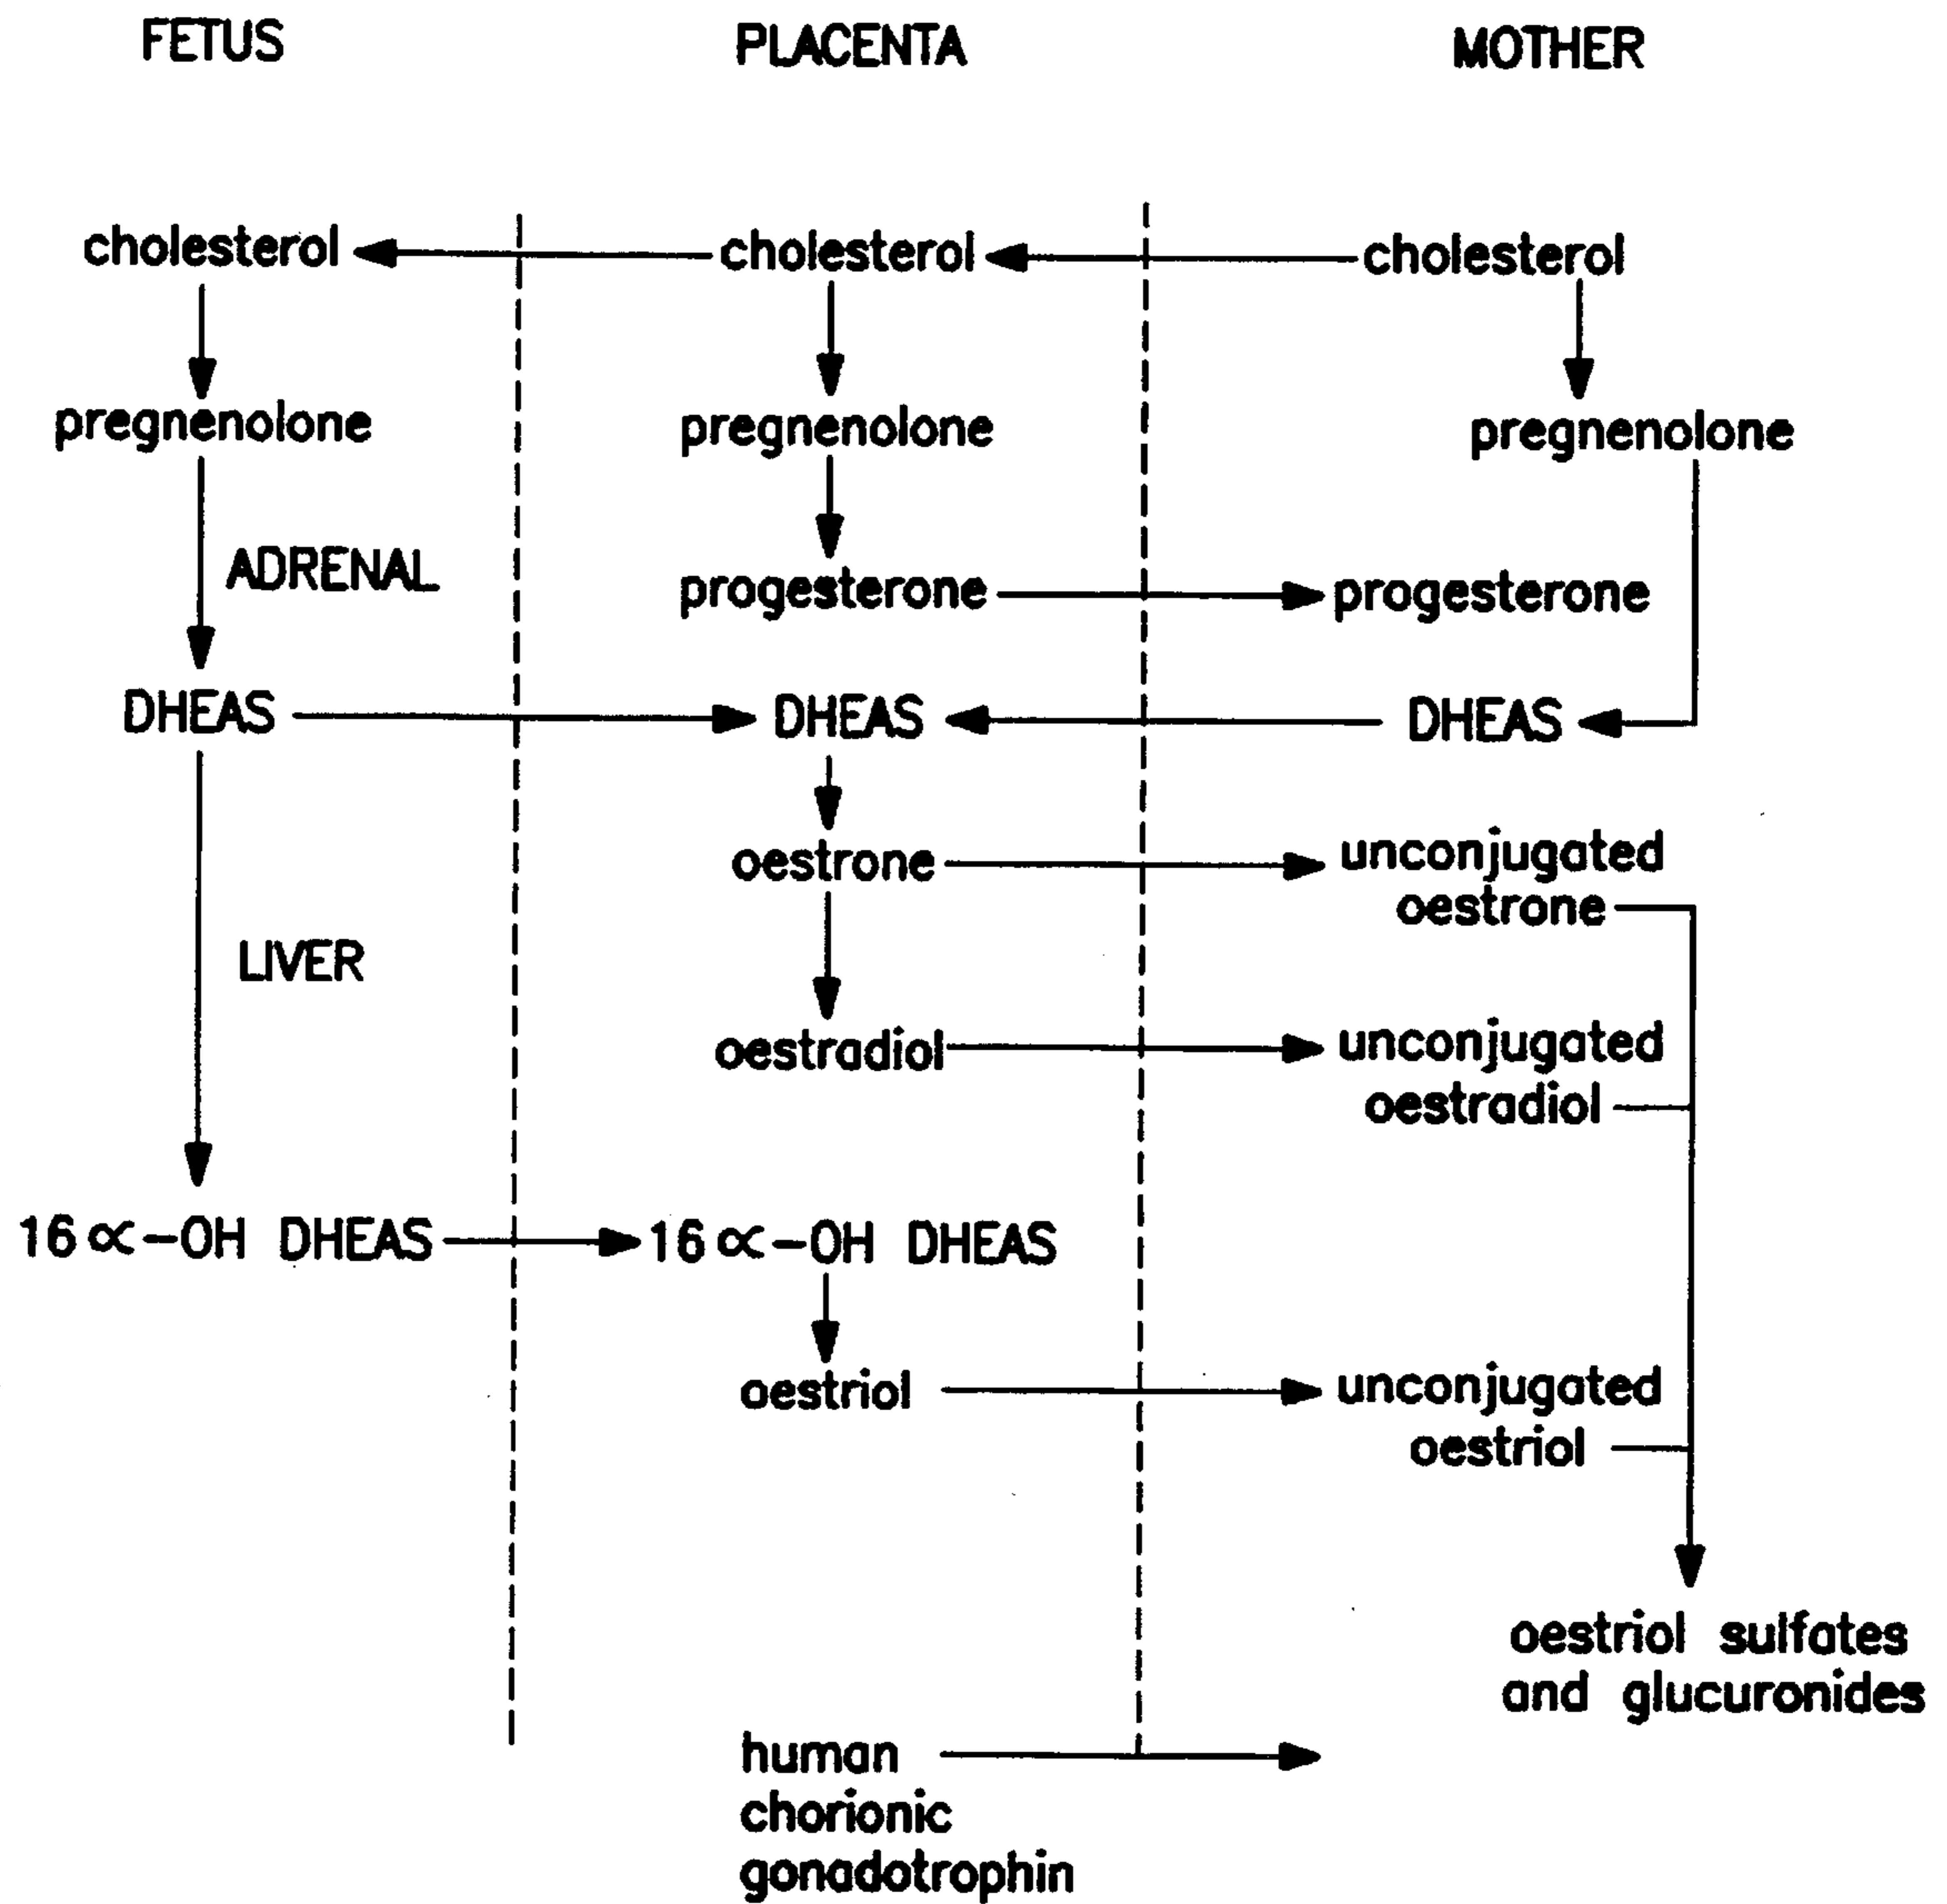 FETUS PLACENTA MOTHER
cholesterol cholesterol cholesterol
pregnenolone pregnenolone pregnenolone
ADRENAL
progesterone progesterone
DHEAS DHEAS DHEAS
oestrone unconjugated
oestrone
LIVER
oestradiol unconjugated
oestradiol
16 ∝-OH DHEAS 16 ∝-OH DHEAS
oestriol unconjugated
oestriol
oestriol sulfates
and glucuronides
human
chorionic
gonadotrophin